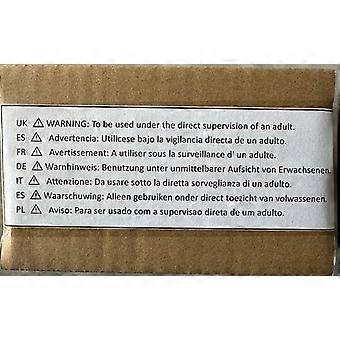 UK ⚠ WARNING: To be used under the direct supervision of an adult.
ES ⚠ Advertencia: Utilicese bajo la vigilancia directa de un adulto.
FR ⚠ Avertissement: A utiliser sous la surveillance d' un adulte.
DE ⚠ Warnhinweis: Benutzung unter unmittelbarer Aufsicht von Erwachsenen.
IT ⚠ Attenzione: Da usare sotto la diretta sorveglianza di un adulto.
ES ⚠ Waarschuwing: Alleen gebruiken onder direct toezicht van volwassenen.
PL ⚠ Aviso: Para ser usado com a supervisao direta de um adulto.